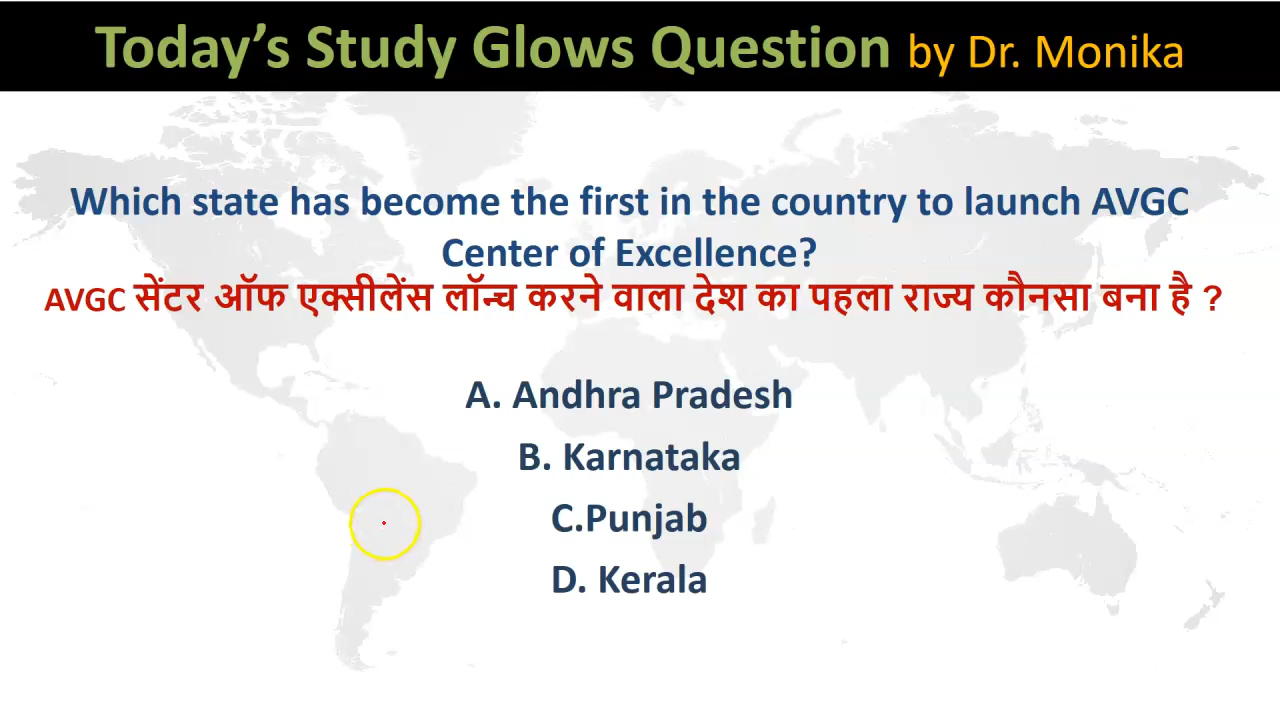 Today’s Study Glows Question by Dr. Monika
Which state has become the first in the country to launch AVGC
Center of Excellence?
AVGC सेंटर ऑफ एक्सीलेंस लॉन्च करने वाला देश का पहला राज्य कौनसा बना है ?
A. Andhra Pradesh
B. Karnataka
C.Punjab
D. Kerala